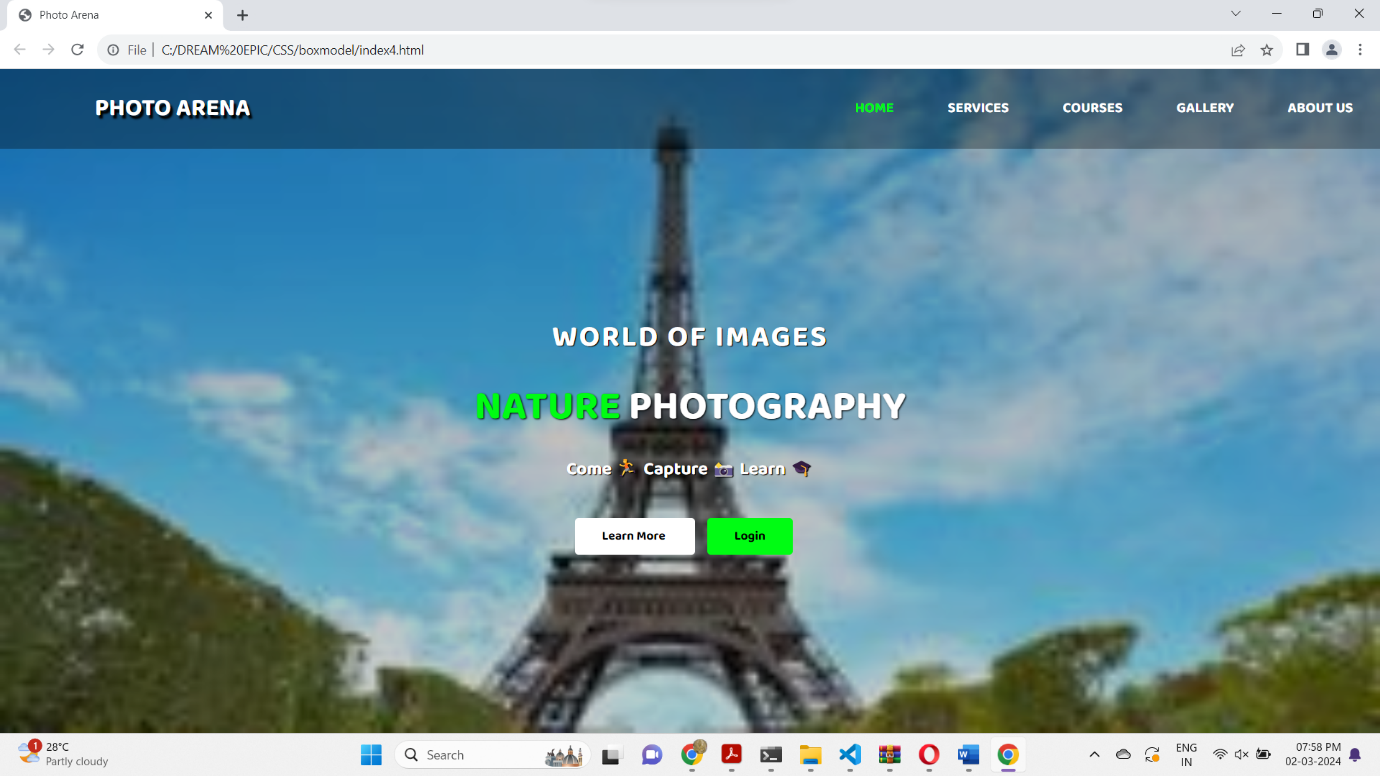 Photo Arena
File | C:/DREAM%20EPIC/CSS/boxmodel/index4.html
PHOTO ARENA
HOME SERVICES COURSES GALLERY ABOUT US
WORLD OF IMAGES
NATURE PHOTOGRAPHY
Come 🏃 Capture 📸 Learn 🎓
Learn More Login
1
28°C
Partly cloudy
Search
ENG
IN
07:58 PM
02-03-2024